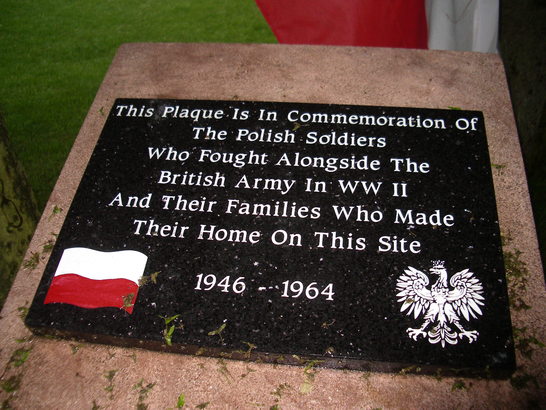 This Plaque Is In Commemoration Of
The Polish Soldiers
Who Fought Alongside The
British Army In WW II
And Their Families Who Made
Their Home On This Site
1946 - 1964